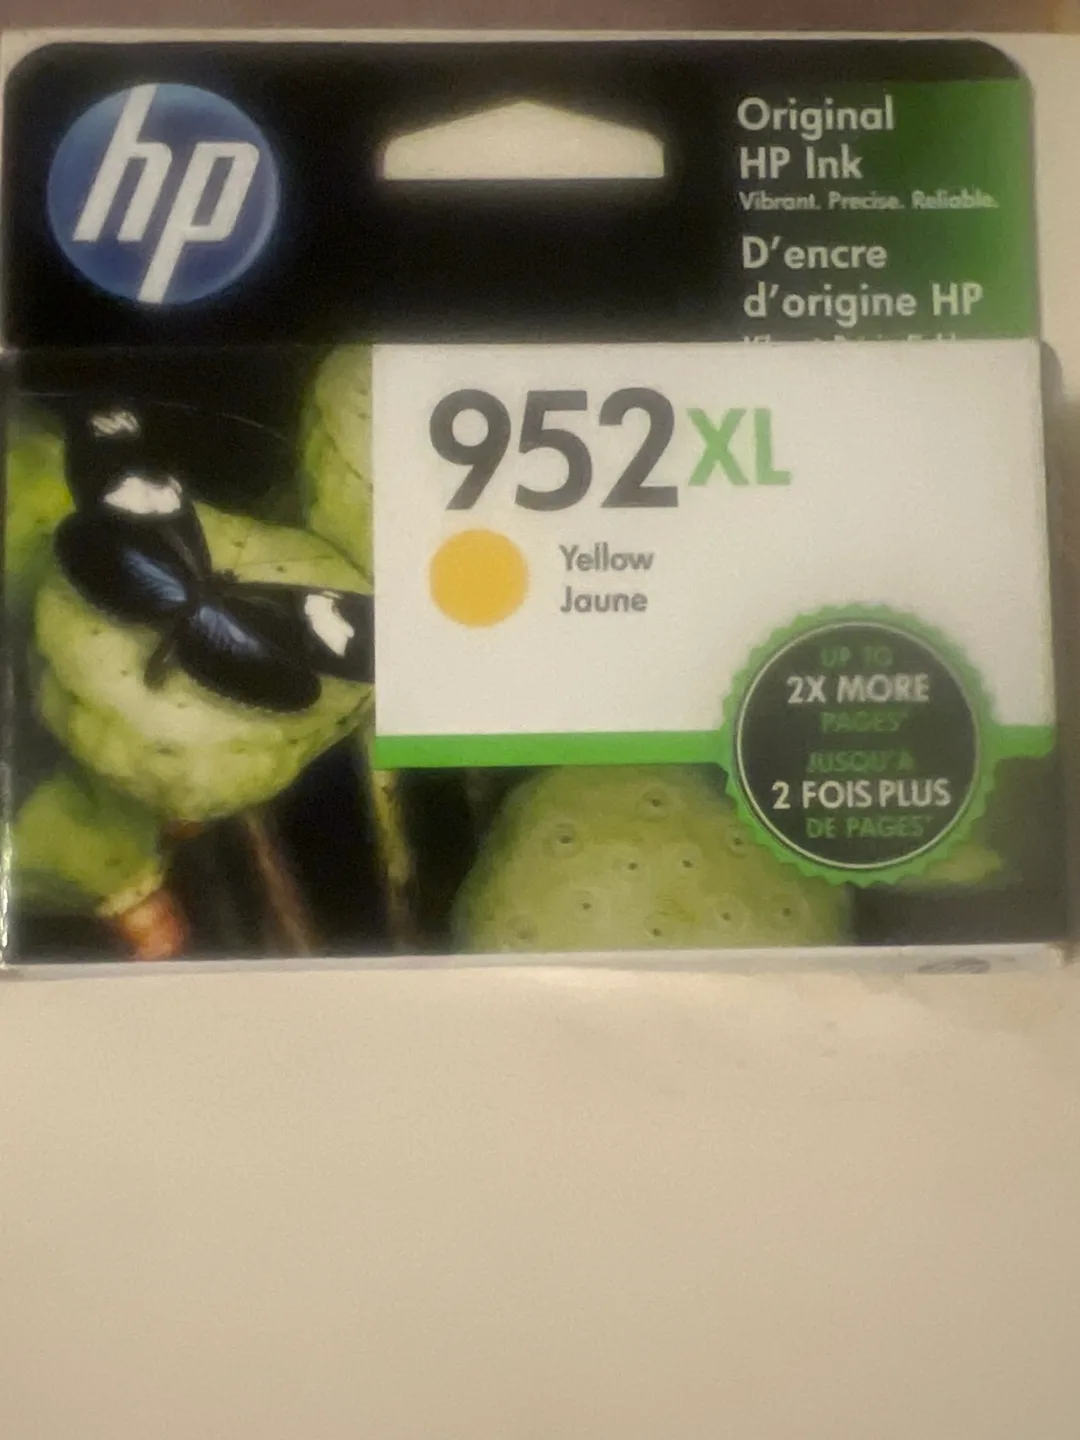 hp
Original
HP Ink
Vibrant. Precise. Reliable.
D'encre
d'origine HP
952XL
Yellow
Jaune
UP TO
2X MORE
PAGES*
JUSQU'À
2 FOIS PLUS
DE PAGES*